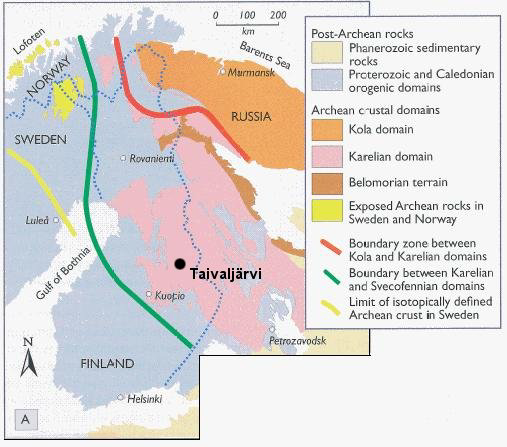 0 100 200
km
Lofoten
Barents Sea
NORWAY
Murmansk
RUSSIA
SWEDEN
Rovaniemi
Luleå
Gulf of Bothnia
Taivaljärvi
Kuopio
Petrozavodsk
N
FINLAND
Helsinki
A
Post-Archean rocks
Phanerozoic sedimentary
rocks
Proterozoic and Caledonian
orogenic domains
Archean crustal domains
Kola domain
Karelian domain
Belomorian terrain
Exposed Archean rocks in
Sweden and Norway
Boundary zone between
Kola and Karelian domains
Boundary between Karelian
and Svecofennian domains
Limit of isotopically defined
Archean crust in Sweden